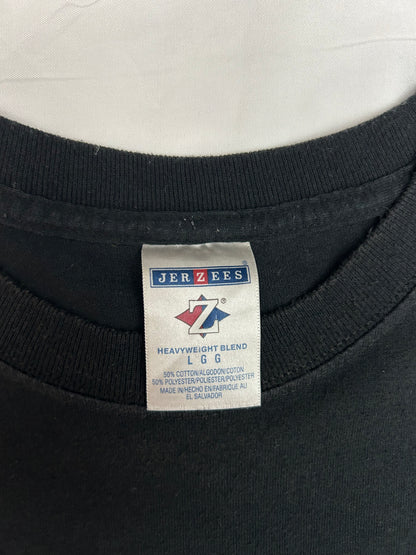 JERZEES
®
Z®
HEAVYWEIGHT BLEND
L G G
50% COTTON/ALGODON/COTON
50% POLYESTER/POLIESTER/POLYESTER
MADE IN/HECHO EN/FABRIQUE AU
EL SALVADOR